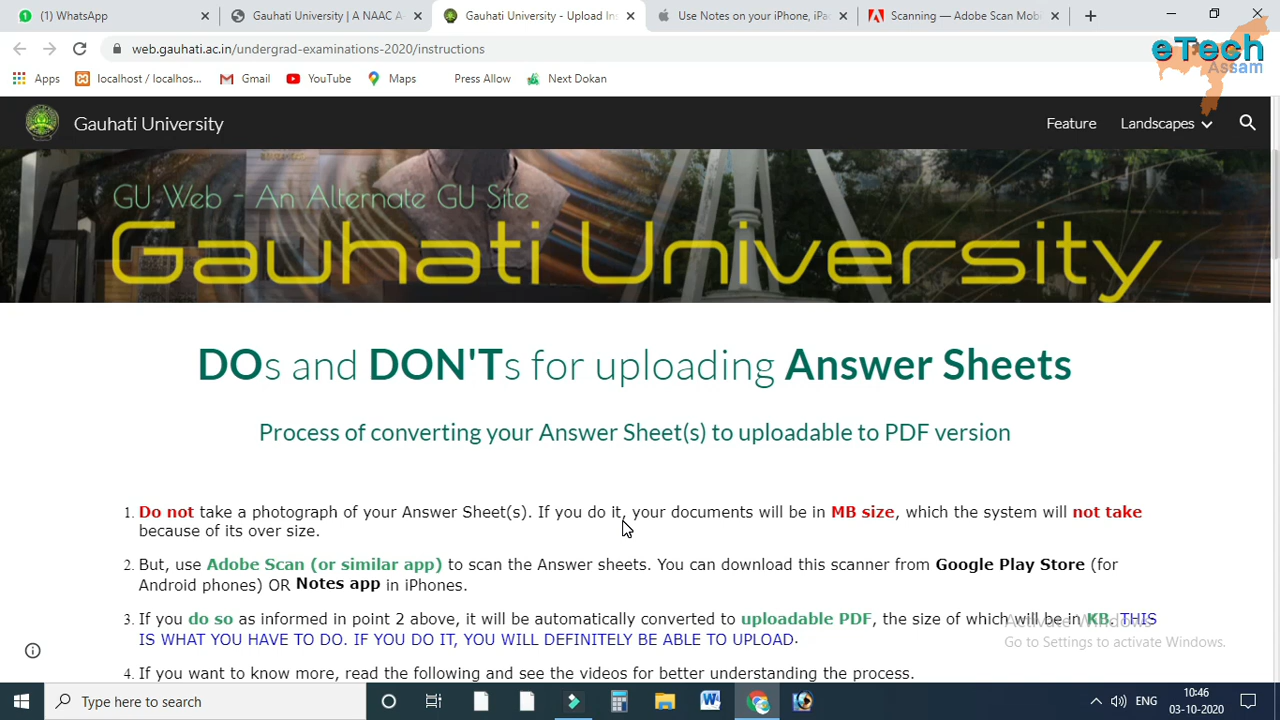 (1) WhatsApp
Gauhati University | A NAAC A-
Gauhati University - Upload Ins
Use Notes on your iPhone, iPa
Scanning — Adobe Scan Mobi
web.gauhati.ac.in/undergrad-examinations-2020/instructions
eTech
Assam
Apps localhost / localhos... Gmail YouTube Maps Press Allow Next Dokan
Gauhati University Feature Landscapes
GU Web - An Alternate GU Site
Gauhati University
DOs and DON'Ts for uploading Answer Sheets
Process of converting your Answer Sheet(s) to uploadable to PDF version
1. Do not take a photograph of your Answer Sheet(s). If you do it, your documents will be in MB size, which the system will not take
because of its over size.
2. But, use Adobe Scan (or similar app) to scan the Answer sheets. You can download this scanner from Google Play Store (for
Android phones) OR Notes app in iPhones.
3. If you do so as informed in point 2 above, it will be automatically converted to uploadable PDF, the size of which will be in KB. THIS
IS WHAT YOU HAVE TO DO. IF YOU DO IT, YOU WILL DEFINITELY BE ABLE TO UPLOAD.
Activate Windows
Go to Settings to activate Windows.
4. If you want to know more, read the following and see the videos for better understanding the process.
Type here to search
ENG
10:46
03-10-2020